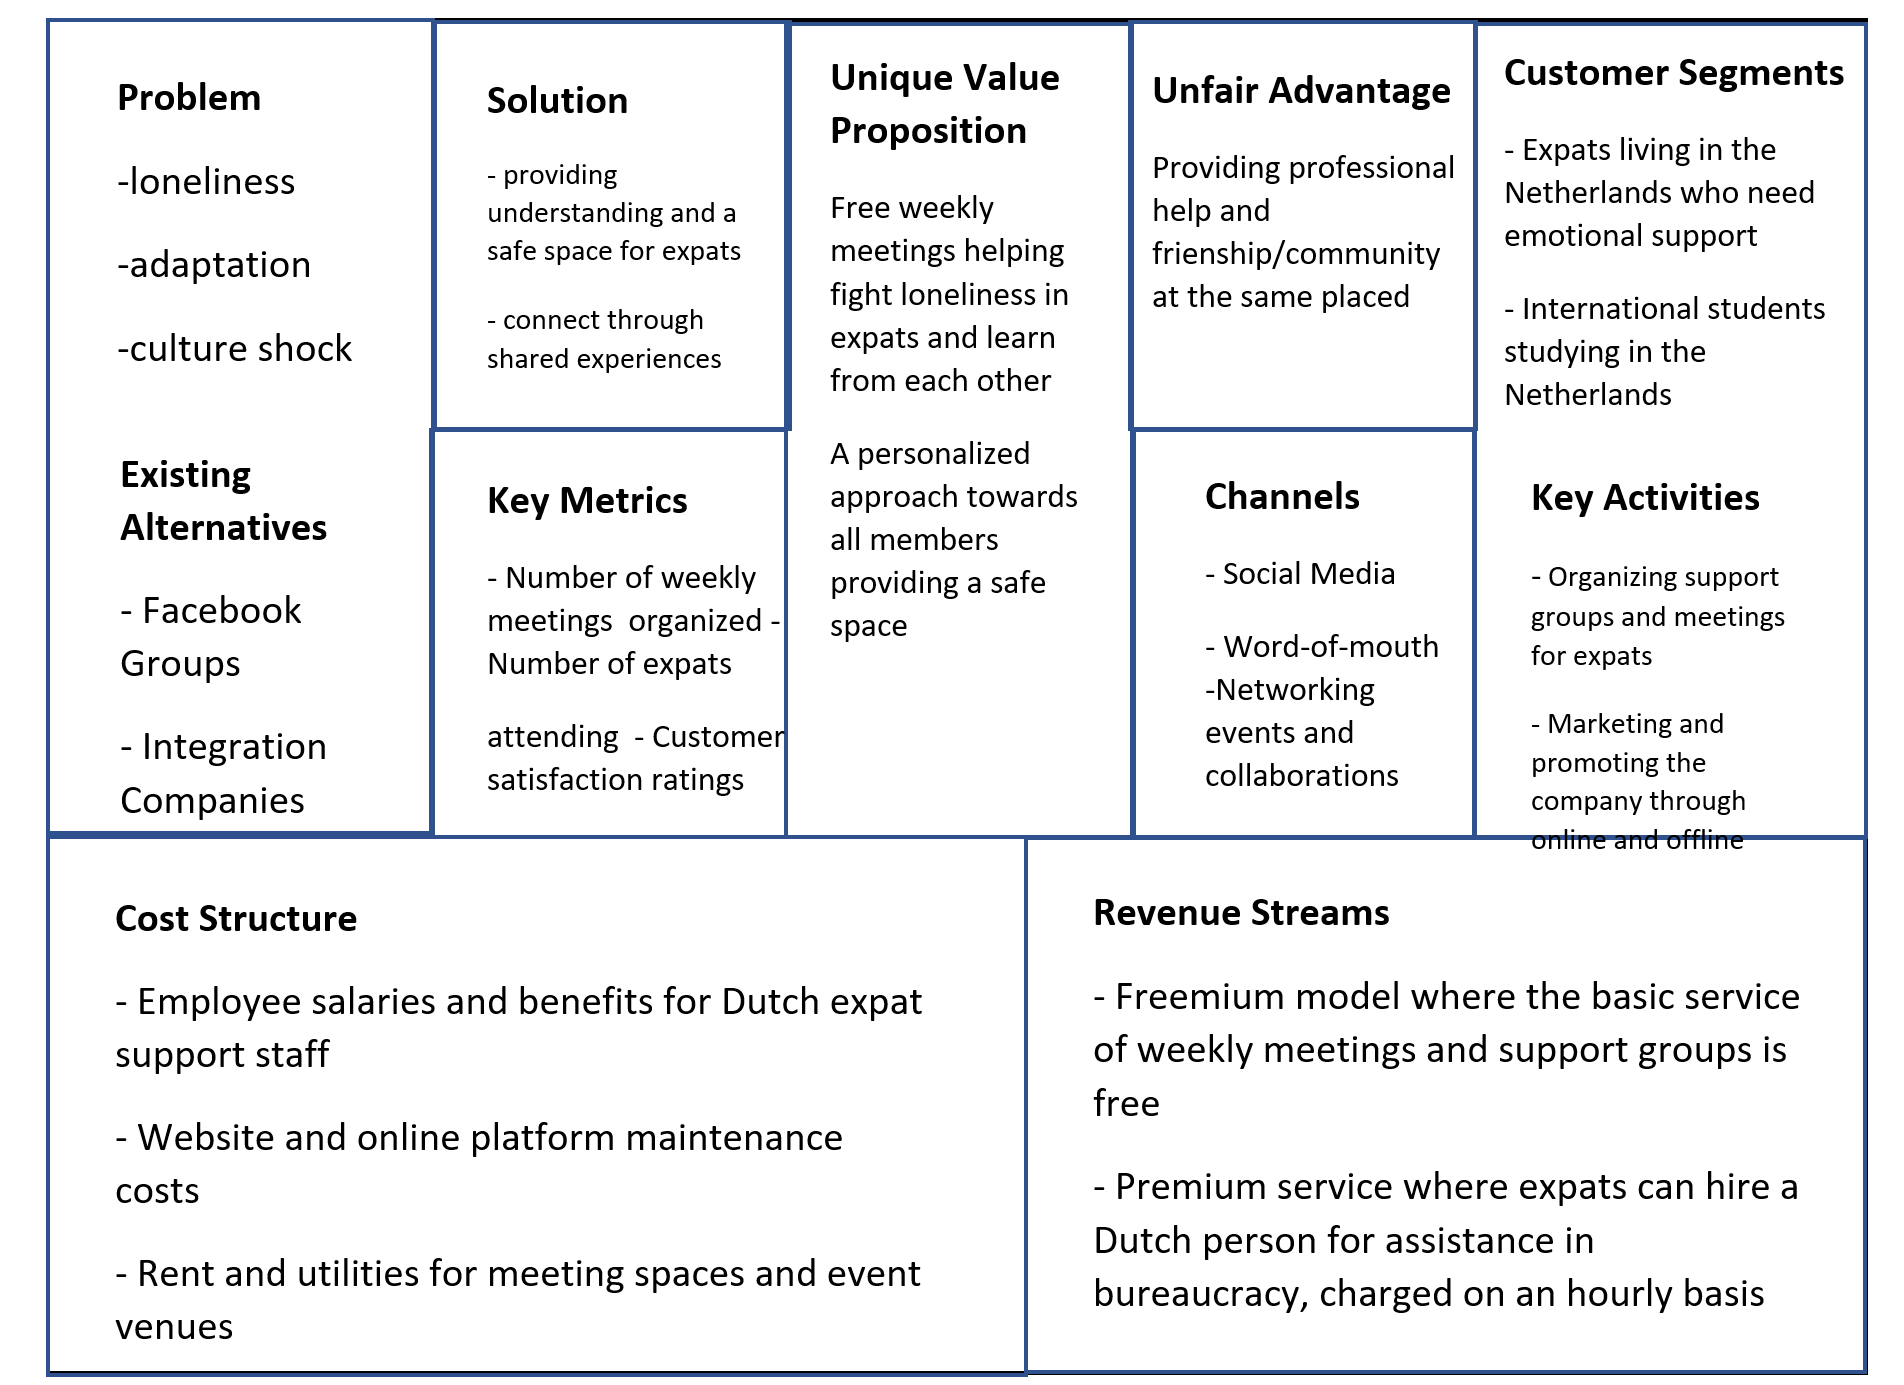 Problem
-loneliness
-adaptation
-culture shock
Existing
Alternatives
- Facebook
Groups
- Integration
Companies
Solution
- providing
understanding and a
safe space for expats
- connect through
shared experiences
Key Metrics
- Number of weekly
meetings  organized -
Number of expats
attending  - Customer
satisfaction ratings
Unique Value
Proposition
Free weekly
meetings helping
fight loneliness in
expats and learn
from each other
A personalized
approach towards
all members
providing a safe
space
Unfair Advantage
Providing professional
help and
frienship/community
at the same placed
Channels
- Social Media
- Word-of-mouth
-Networking
events and
collaborations
Customer Segments
- Expats living in the
Netherlands who need
emotional support
- International students
studying in the
Netherlands
Key Activities
- Organizing support
groups and meetings
for expats
- Marketing and
promoting the
company through
online and offline
Cost Structure
- Employee salaries and benefits for Dutch expat
support staff
- Website and online platform maintenance
costs
- Rent and utilities for meeting spaces and event
venues
Revenue Streams
- Freemium model where the basic service
of weekly meetings and support groups is
free
- Premium service where expats can hire a
Dutch person for assistance in
bureaucracy, charged on an hourly basis